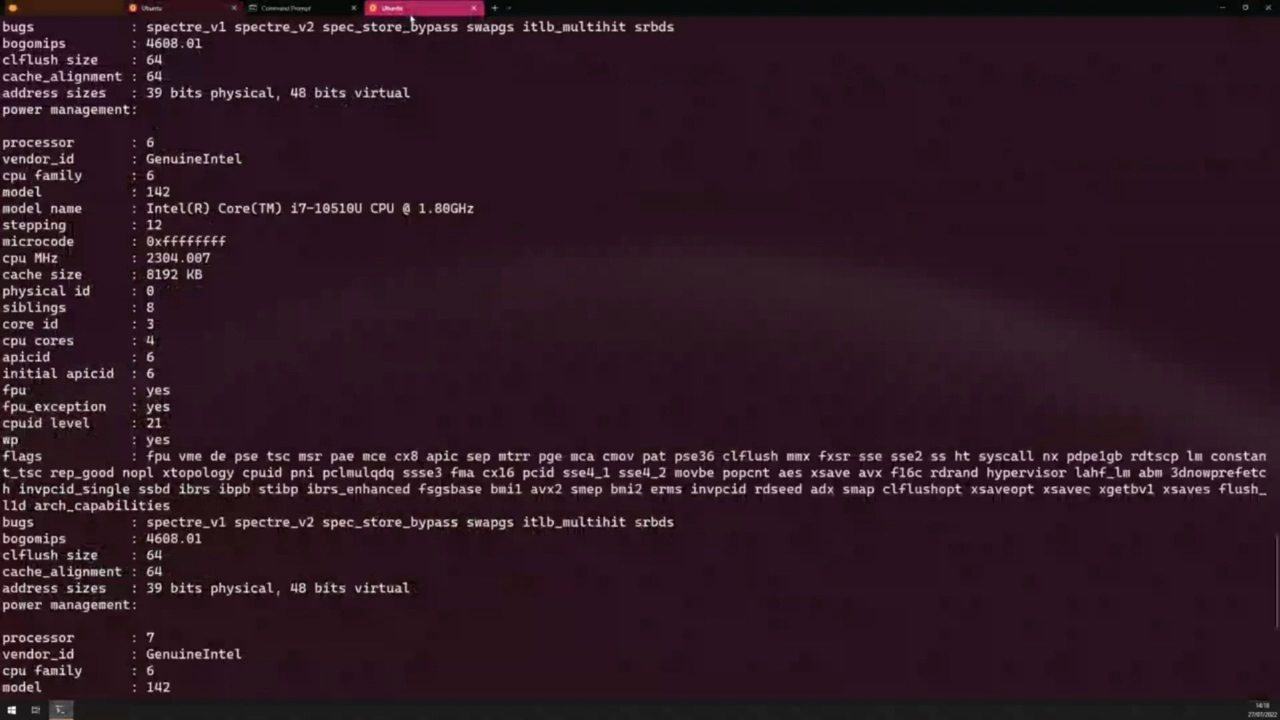 Ubuntu
Command Prompt
Ubuntu
bugs : spectre_v1 spectre_v2 spec_store_bypass swapgs itlb_multihit srbds
bogomips : 4608.01
clflush size : 64
cache_alignment : 64
address sizes : 39 bits physical, 48 bits virtual
power management:
processor : 6
vendor_id : GenuineIntel
cpu family : 6
model : 142
model name : Intel(R) Core(TM) i7-10510U CPU @ 1.80GHz
stepping : 12
microcode : 0xffffffff
cpu MHz : 2304.007
cache size : 8192 KB
physical id : 0
siblings : 8
core id : 3
cpu cores : 4
apicid : 6
initial apicid : 6
fpu : yes
fpu_exception : yes
cpuid level : 21
wp : yes
flags : fpu vme de pse tsc msr pae mce cx8 apic sep mtrr pge mca cmov pat pse36 clflush mmx fxsr sse sse2 ss ht syscall nx pdpe1gb rdtscp lm constan
t_tsc rep_good nopl xtopology cpuid pni pclmulqdq ssse3 fma cx16 pcid sse4_1 sse4_2 movbe popcnt aes xsave avx f16c rdrand hypervisor lahf_lm abm 3dnowprefetc
h invpcid_single ssbd ibrs ibpb stibp ibrs_enhanced fsgsbase bmi1 avx2 smep bmi2 erms invpcid rdseed adx smap clflushopt xsaveopt xsavec xgetbv1 xsaves flush_
l1d arch_capabilities
bugs : spectre_v1 spectre_v2 spec_store_bypass swapgs itlb_multihit srbds
bogomips : 4608.01
clflush size : 64
cache_alignment : 64
address sizes : 39 bits physical, 48 bits virtual
power management:
processor : 7
vendor_id : GenuineIntel
cpu family : 6
model : 142
14:18
27/07/2022